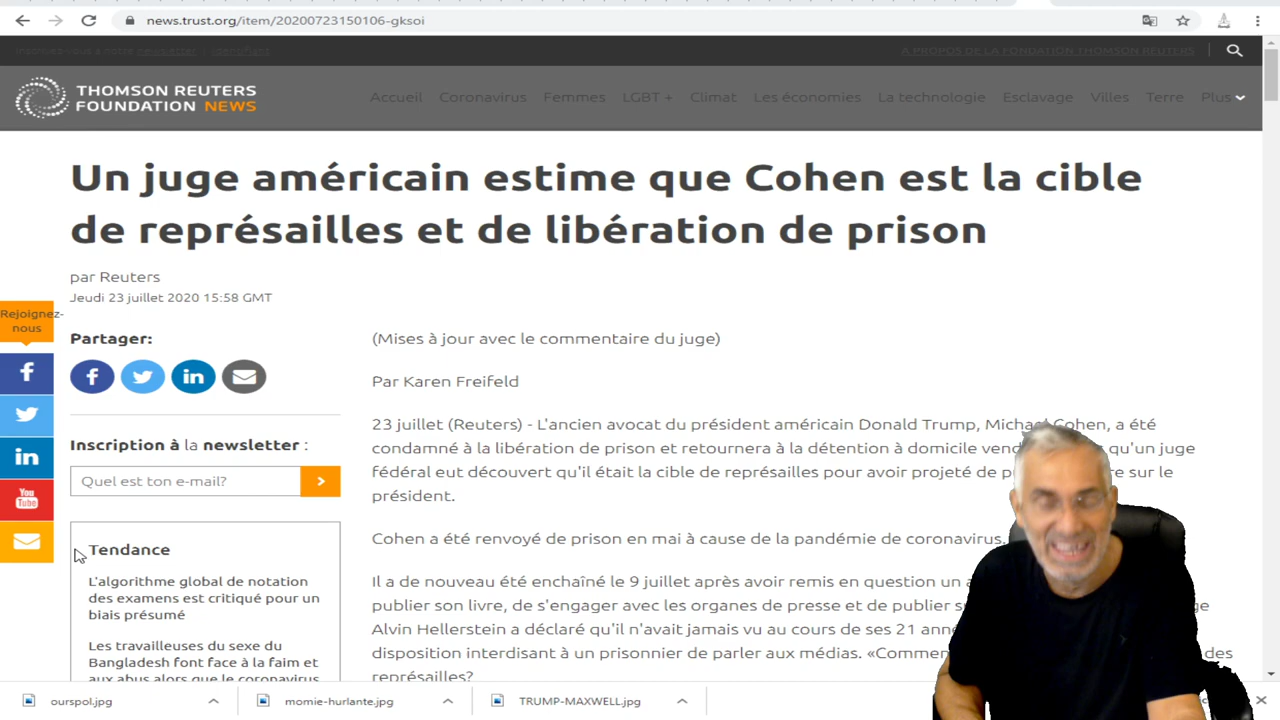 news.trust.org/item/20200723150106-gksoi
Inscrivez-vous à notre newsletter | Identifiant
A PROPOS DE LA FONDATION THOMSON REUTERS
THOMSON REUTERS
FOUNDATION NEWS
Accueil Coronavirus Femmes LGBT + Climat Les économies La technologie Esclavage Villes Terre Plus
Un juge américain estime que Cohen est la cible
de représailles et de libération de prison
par Reuters
Jeudi 23 juillet 2020 15:58 GMT
Rejoignez-
nous
Partager:
Inscription à la newsletter :
Quel est ton e-mail?
You
Tube
Tendance
L'algorithme global de notation
des examens est critiqué pour un
biais présumé
Les travailleuses du sexe du
Bangladesh font face à la faim et
aux abus alors que le coronavirus
(Mises à jour avec le commentaire du juge)
Par Karen Freifeld
23 juillet (Reuters) - L'ancien avocat du président américain Donald Trump, Michael Cohen, a été
condamné à la libération de prison et retournera à la détention à domicile vend qu'un juge
fédéral eut découvert qu'il était la cible de représailles pour avoir projeté de p re sur le
président.
Cohen a été renvoyé de prison en mai à cause de la pandémie de coronavirus.
Il a de nouveau été enchaîné le 9 juillet après avoir remis en question un a
publier son livre, de s'engager avec les organes de presse et de publier s ge
Alvin Hellerstein a déclaré qu'il n'avait jamais vu au cours de ses 21 ann
disposition interdisant à un prisonnier de parler aux médias. «Commen des
représailles?
ourspol.jpg
momie-hurlante.jpg
TRUMP-MAXWELL.jpg